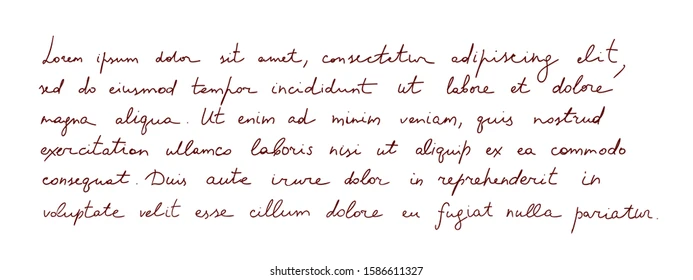 Lorem ipsum dolor sit amet, consectetur adipiscing elit,
sed do eiusmod tempor incididunt ut labore et dolore
magna aliqua. Ut enim ad minim veniam, quis nostrud
exercitation ullamco laboris nisi ut aliquip ex ea commodo
consequat. Duis aute irure dolor in reprehenderit in
voluptate velit esse cillum dolore eu fugiat nulla pariatur.
shutterstock.com · 1586611327